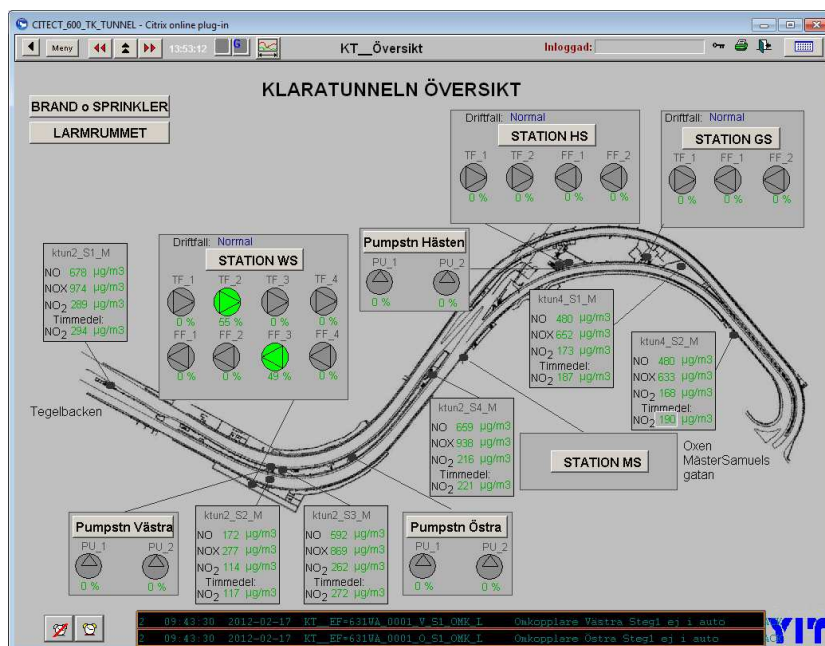 CITECT_600_TK_TUNNEL - Citrix online plug-in
Meny
13:53:12
G
KT__Översikt
Inloggad:
KLARATUNNELN ÖVERSIKT
BRAND o SPRINKLER
LARMRUMMET
Driftfall: Normal
STATION HS
TF_1 TF_2 FF_1 FF_2
0 % 0 % 0 % 0 %
Driftfall: Normal
STATION GS
TF_1 FF_1 FF_2
0 % 0 % 0 %
Driftfall: Normal
STATION WS
TF_1 TF_2 TF_3 TF_4
0 % 55 % 0 % 0 %
FF_1 FF_2 FF_3 FF_4
0 % 0 % 49 % 0 %
Pumpstn Hästen
PU_1 PU_2
0 % 0 %
ktun2_S1_M
NO 678 µg/m3
NOX 974 µg/m3
NO2 289 µg/m3
Timmedel:
NO2 294 µg/m3
ktun4_S1_M
NO 480 µg/m3
NOX 652 µg/m3
NO2 173 µg/m3
Timmedel:
NO2 187 µg/m3
ktun4_S2_M
NO 480 µg/m3
NOX 633 µg/m3
NO2 168 µg/m3
Timmedel:
NO2 190 µg/m3
Tegelbacken
ktun2_S4_M
NO 659 µg/m3
NOX 938 µg/m3
NO2 216 µg/m3
Timmedel:
NO2 221 µg/m3
STATION MS
Oxen
MästerSamuels
gatan
Pumpstn Västra
PU_1 PU_2
0 % 0 %
ktun2_S2_M
NO 172 µg/m3
NOX 277 µg/m3
NO2 114 µg/m3
Timmedel:
NO2 117 µg/m3
ktun2_S3_M
NO 592 µg/m3
NOX 869 µg/m3
NO2 262 µg/m3
Timmedel:
NO2 272 µg/m3
Pumpstn Östra
PU_1 PU_2
0 % 0 %
2 09:43:30 2012-02-17 KT__EF=631WA_0001_V_S1_OMK_L Omkopplare Västra Steg1 ej i auto
2 09:43:30 2012-02-17 KT__EF=631WA_0001_O_S1_OMK_L Omkopplare Östra Steg1 ej i auto
YIT